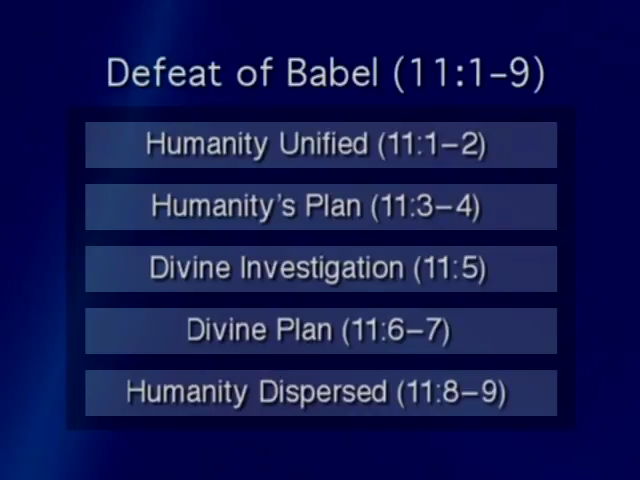 Defeat of Babel (11:1–9)
Humanity Unified (11:1–2)
Humanity's Plan (11:3–4)
Divine Investigation (11:5)
Divine Plan (11:6–7)
Humanity Dispersed (11:8–9)